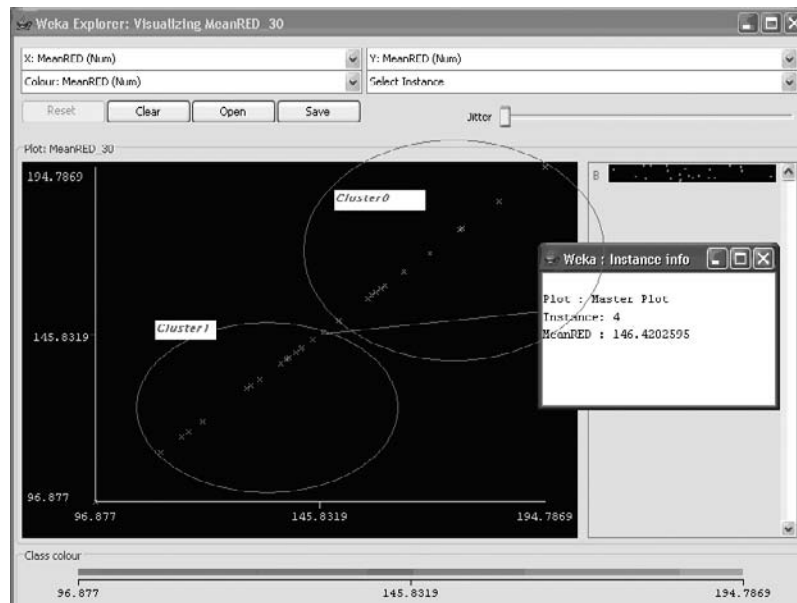 Weka Explorer: Visualizing MeanRED_30
X: MeanRED (Num)
Y: MeanRED (Num)
Colour: MeanRED (Num)
Select Instance
Reset
Clear
Open
Save
Jitter
Plot: MeanRED_30
194.7869
Cluster0
B
Weka : Instance info
Plot : Master Plot
Instance: 4
MeanRED : 146.4202595
Cluster1
145.8319
96.877
96.877
145.8319
194.7869
Class colour
96.877
145.8319
194.7869